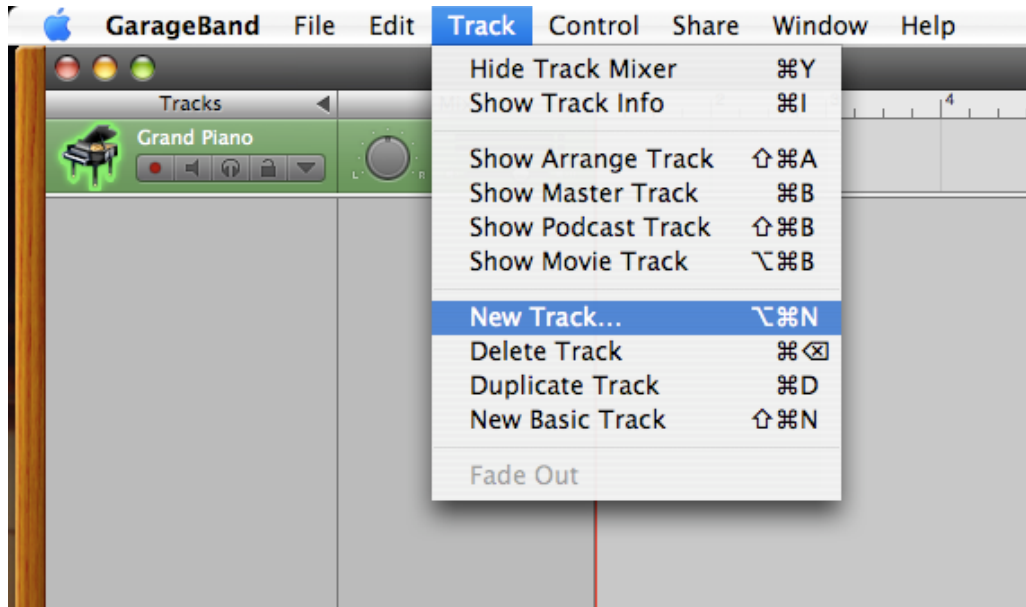 GarageBand File Edit Track Control Share Window Help
Hide Track Mixer ⌘Y
Tracks
Show Track Info ⌘I
4
Grand Piano
L R
Show Arrange Track ⇧⌘A
Show Master Track ⌘B
Show Podcast Track ⇧⌘B
Show Movie Track ⌥⌘B
New Track... ⌥⌘N
Delete Track ⌘⌫
Duplicate Track ⌘D
New Basic Track ⇧⌘N
Fade Out